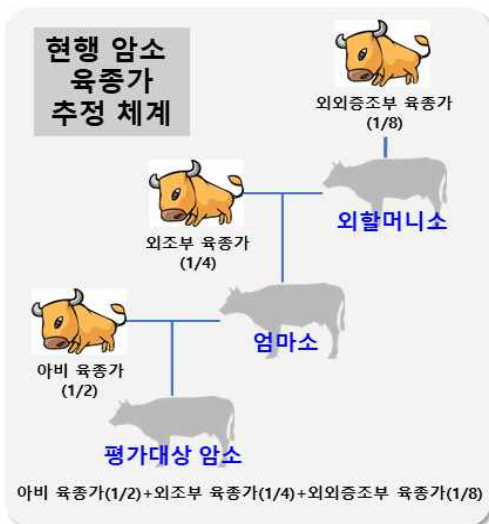 현행 암소
육종가
추정 체계
외외증조부 육종가
(1/8)
외할머니소
외조부 육종가
(1/4)
엄마소
아비 육종가
(1/2)
평가대상 암소
아비 육종가(1/2)+외조부 육종가(1/4)+외외증조부 육종가(1/8)